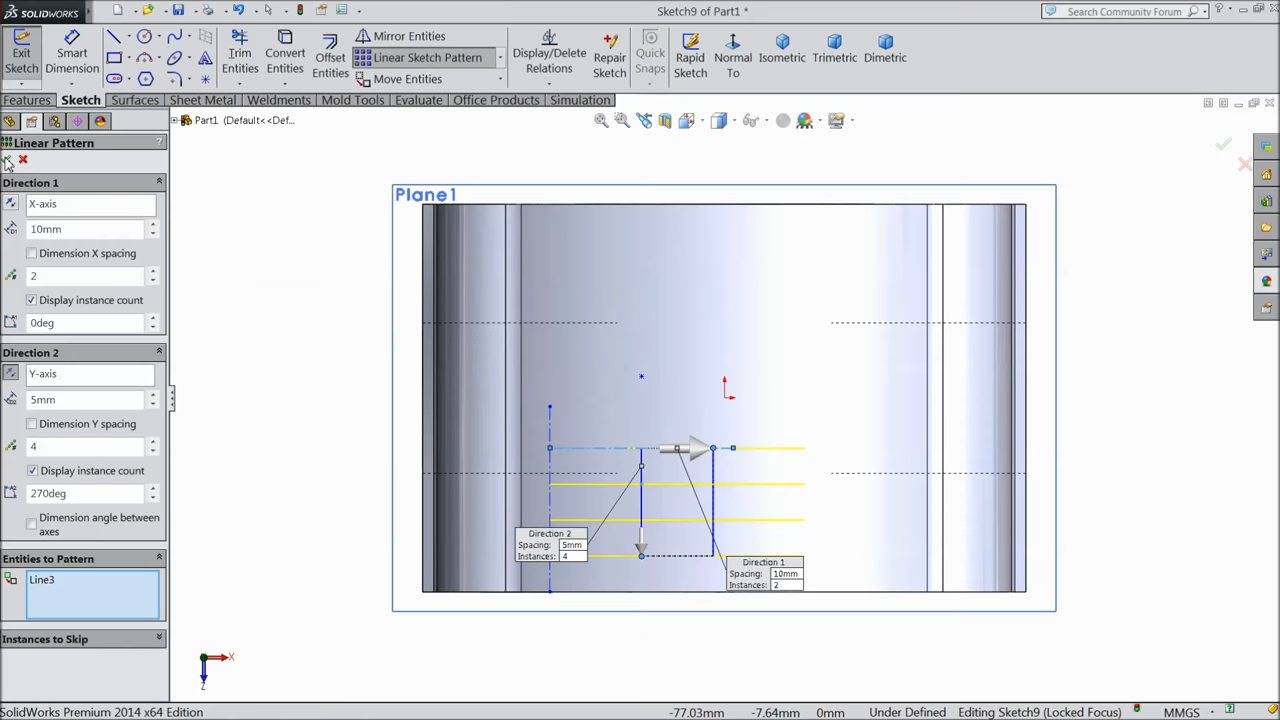 SOLIDWORKS
Sketch9 of Part1 *
Search Community Forum
Exit Sketch
Smart Dimension
Trim Entities
Convert Entities
Offset Entities
Mirror Entities
Linear Sketch Pattern
Move Entities
Display/Delete Relations
Repair Sketch
Quick Snaps
Rapid Sketch
Normal To
Isometric
Trimetric
Dimetric
Features
Sketch
Surfaces
Sheet Metal
Weldments
Mold Tools
Evaluate
Office Products
Simulation
Part1 (Default<<Def...
Linear Pattern
?
Direction 1
X-axis
10mm
Dimension X spacing
2
Display instance count
0deg
Direction 2
Y-axis
5mm
Dimension Y spacing
4
Display instance count
270deg
Dimension angle between
axes
Entities to Pattern
Line3
Instances to Skip
Plane1
Direction 2
Spacing: 5mm
Instances: 4
Direction 1
Spacing: 10mm
Instances: 2
X
Z
SolidWorks Premium 2014 x64 Edition
-77.03mm
-7.64mm
0mm
Under Defined
Editing Sketch9 (Locked Focus)
MMGS